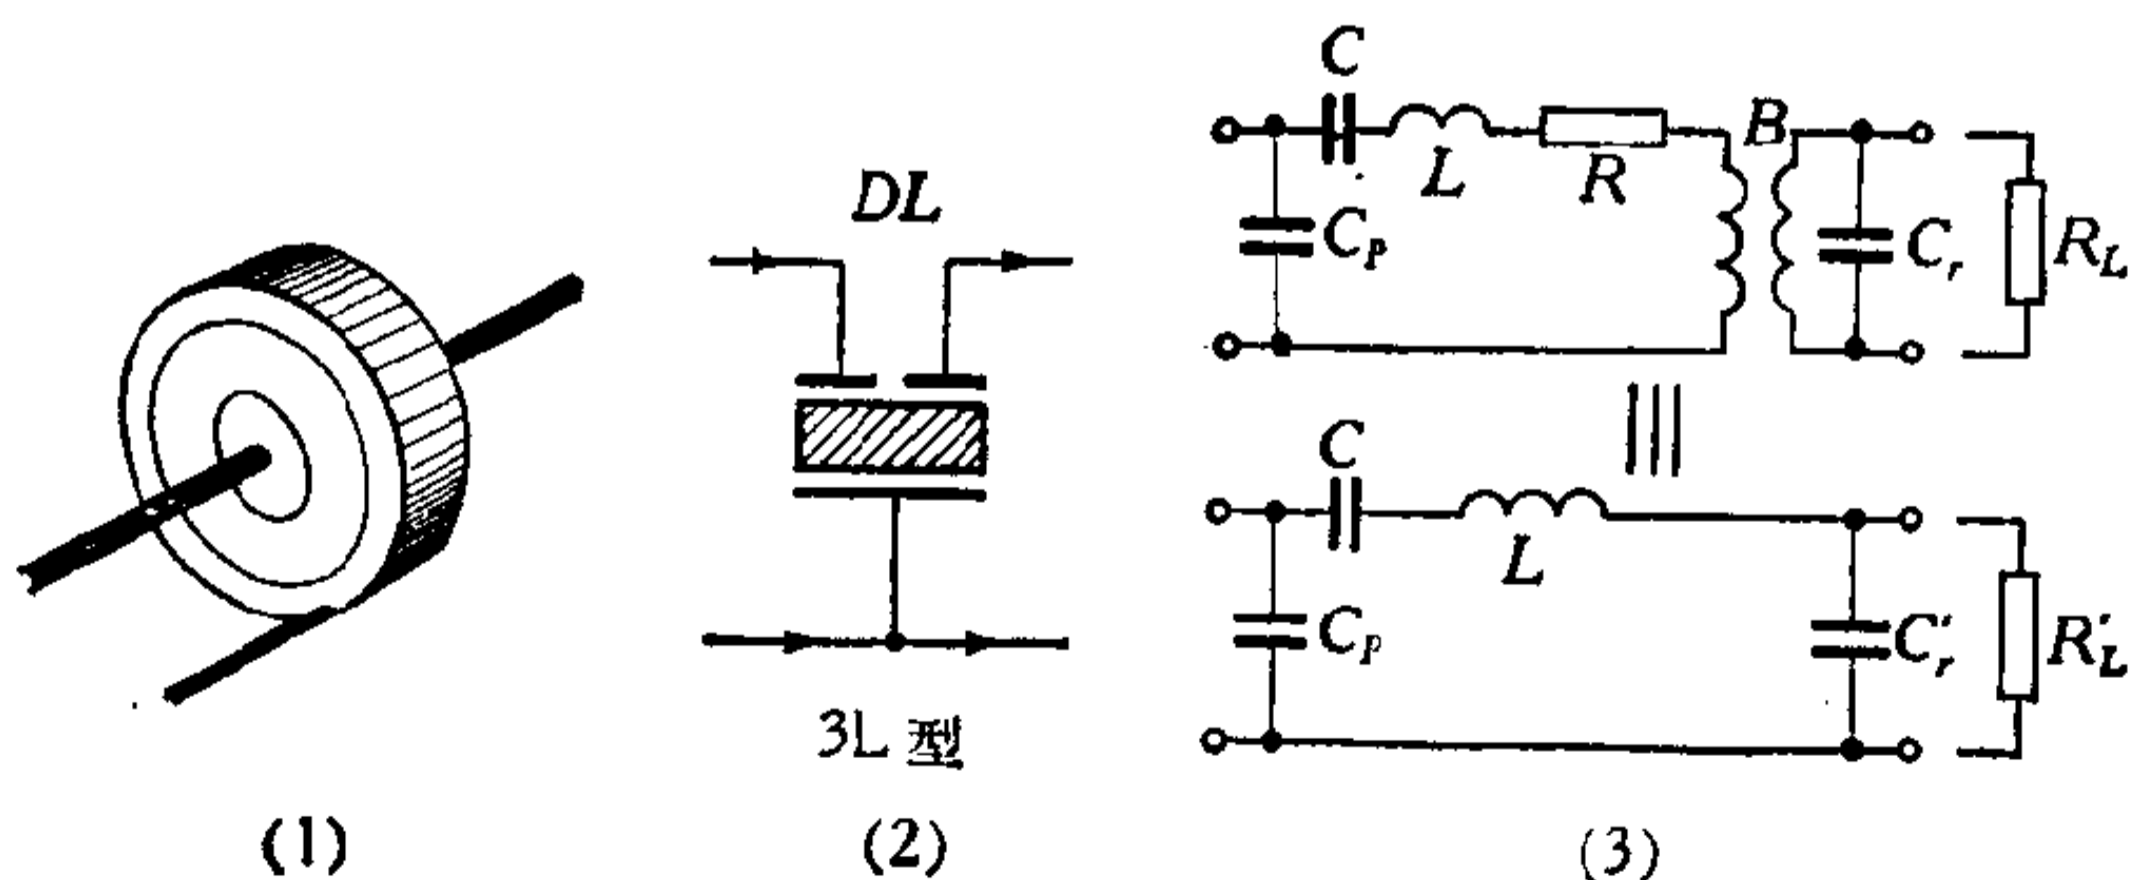 DL
3L 型
C
L
R
B
C_P
C_r
R_L
C
L
C_P
C'_r
R'_L
(1)
(2)
(3)